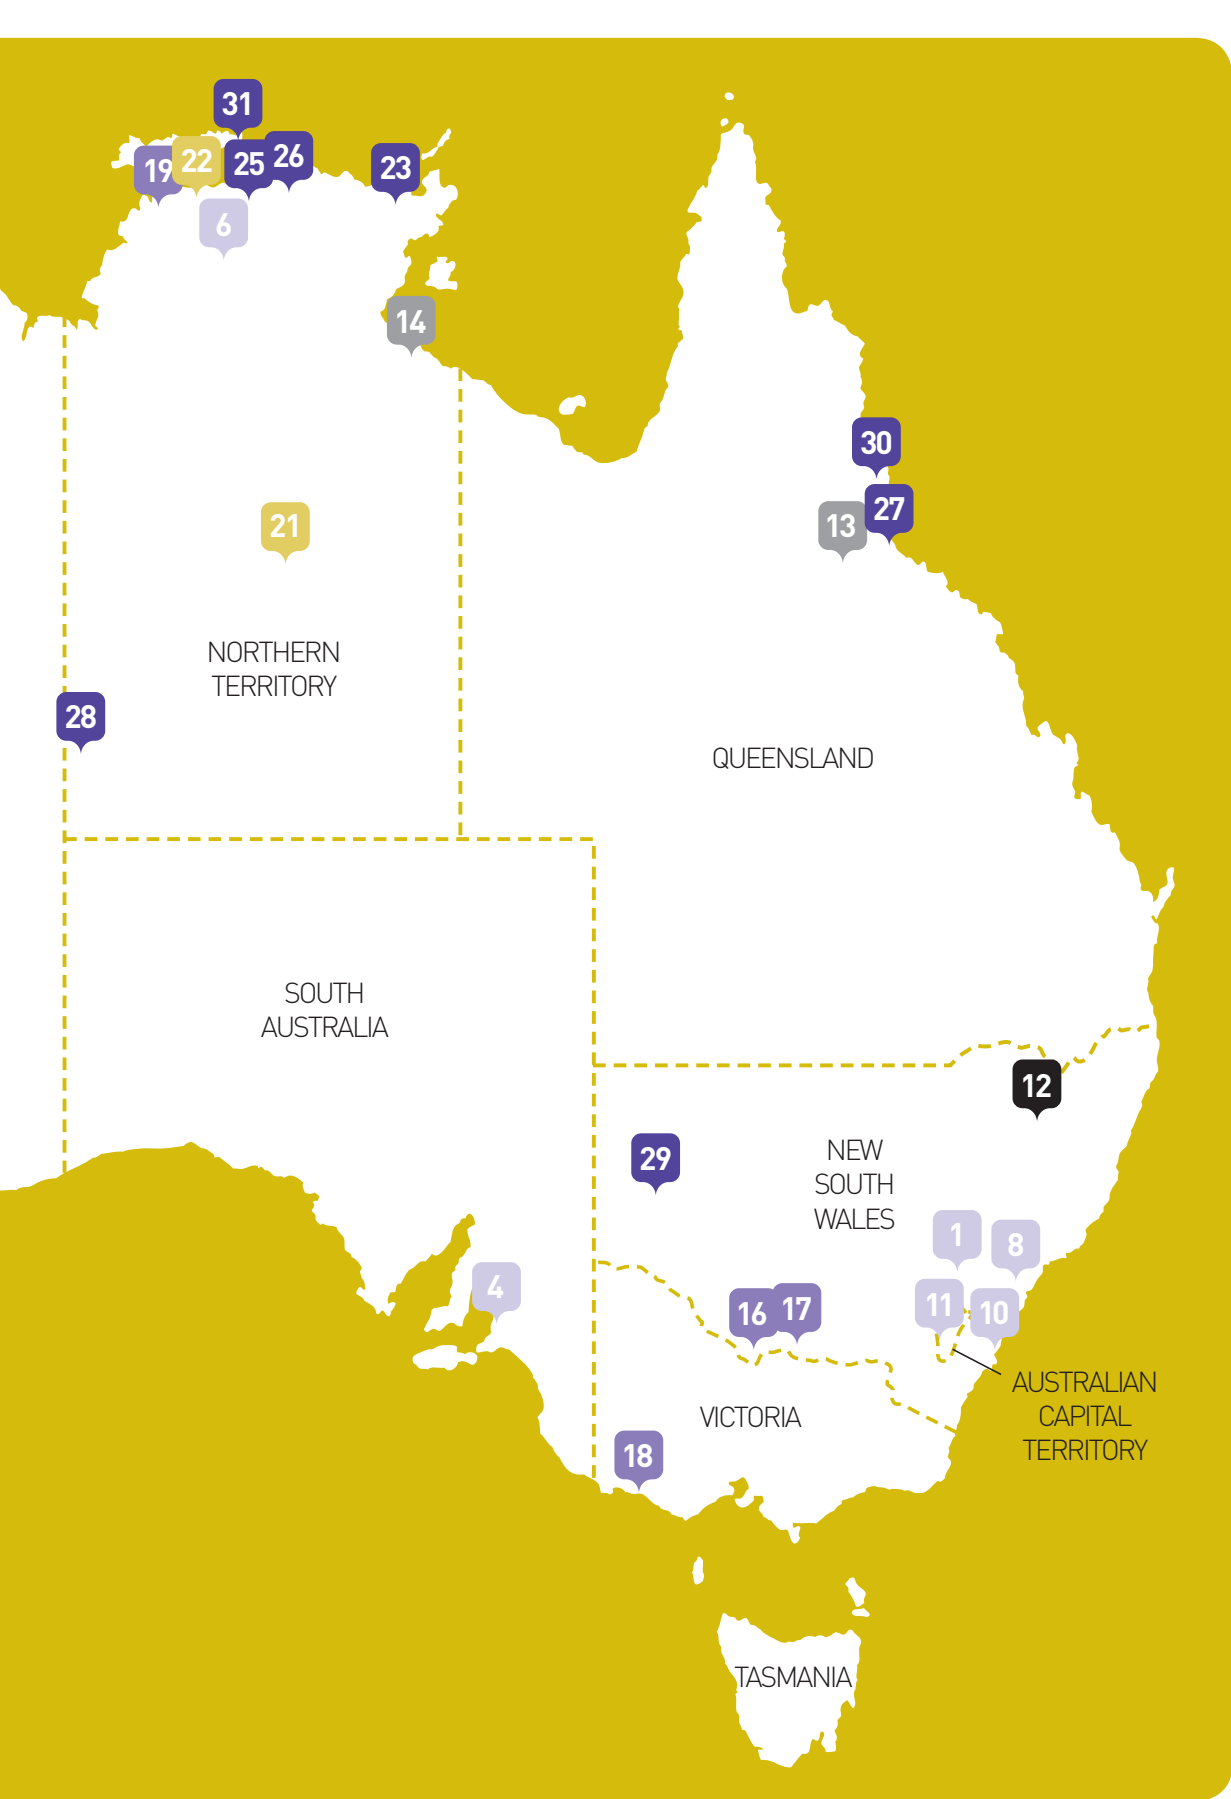 31
19
22
25
26
23
6
14
30
27
13
21
NORTHERN
TERRITORY
28
QUEENSLAND
SOUTH
AUSTRALIA
12
29
NEW
SOUTH
WALES
1
8
4
11
10
16
17
AUSTRALIAN
CAPITAL
TERRITORY
VICTORIA
18
TASMANIA